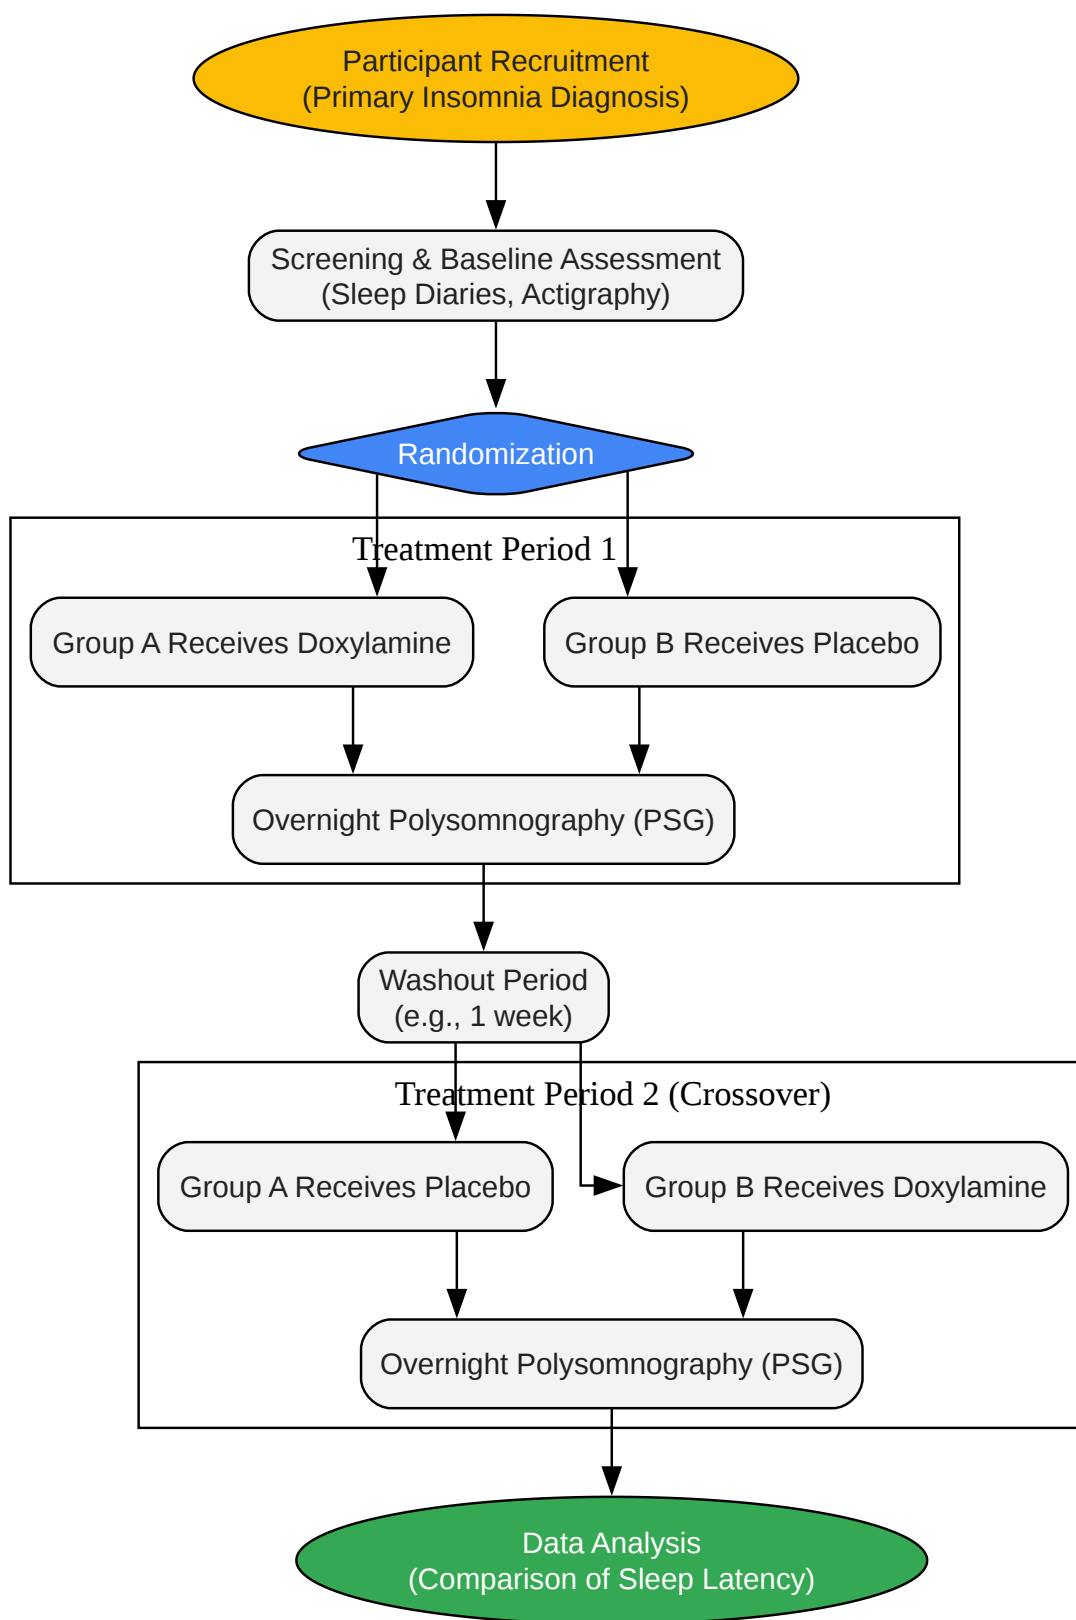 Participant Recruitment
(Primary Insomnia Diagnosis)
Screening & Baseline Assessment
(Sleep Diaries, Actigraphy)
Randomization
Treatment Period 1
Group A Receives Doxylamine
Group B Receives Placebo
Overnight Polysomnography (PSG)
Washout Period
(e.g., 1 week)
Treatment Period 2 (Crossover)
Group A Receives Placebo
Group B Receives Doxylamine
Overnight Polysomnography (PSG)
Data Analysis
(Comparison of Sleep Latency)